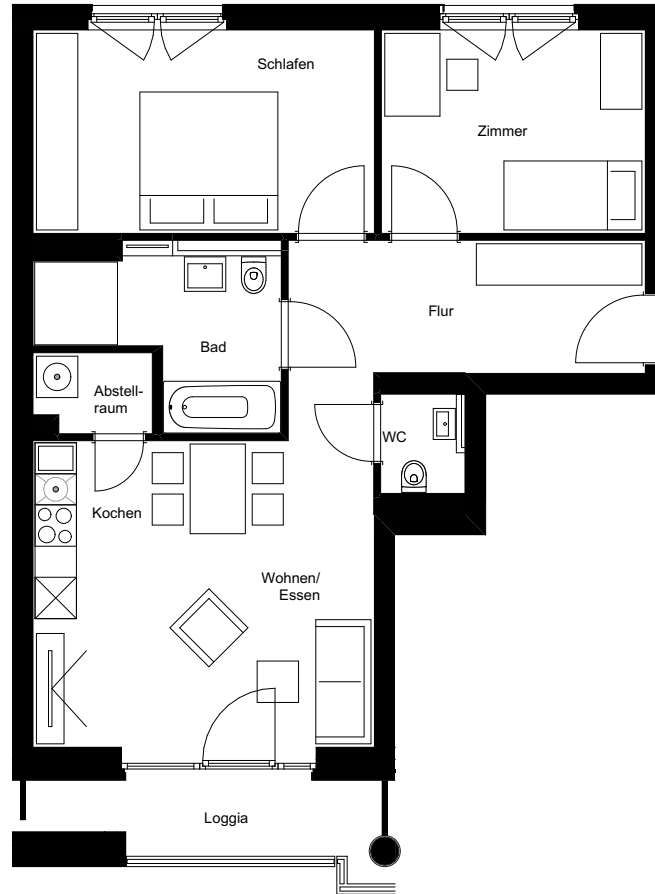 Schlafen
Zimmer
Flur
Bad
Abstell-
raum
WC
Kochen
Wohnen/
Essen
Loggia